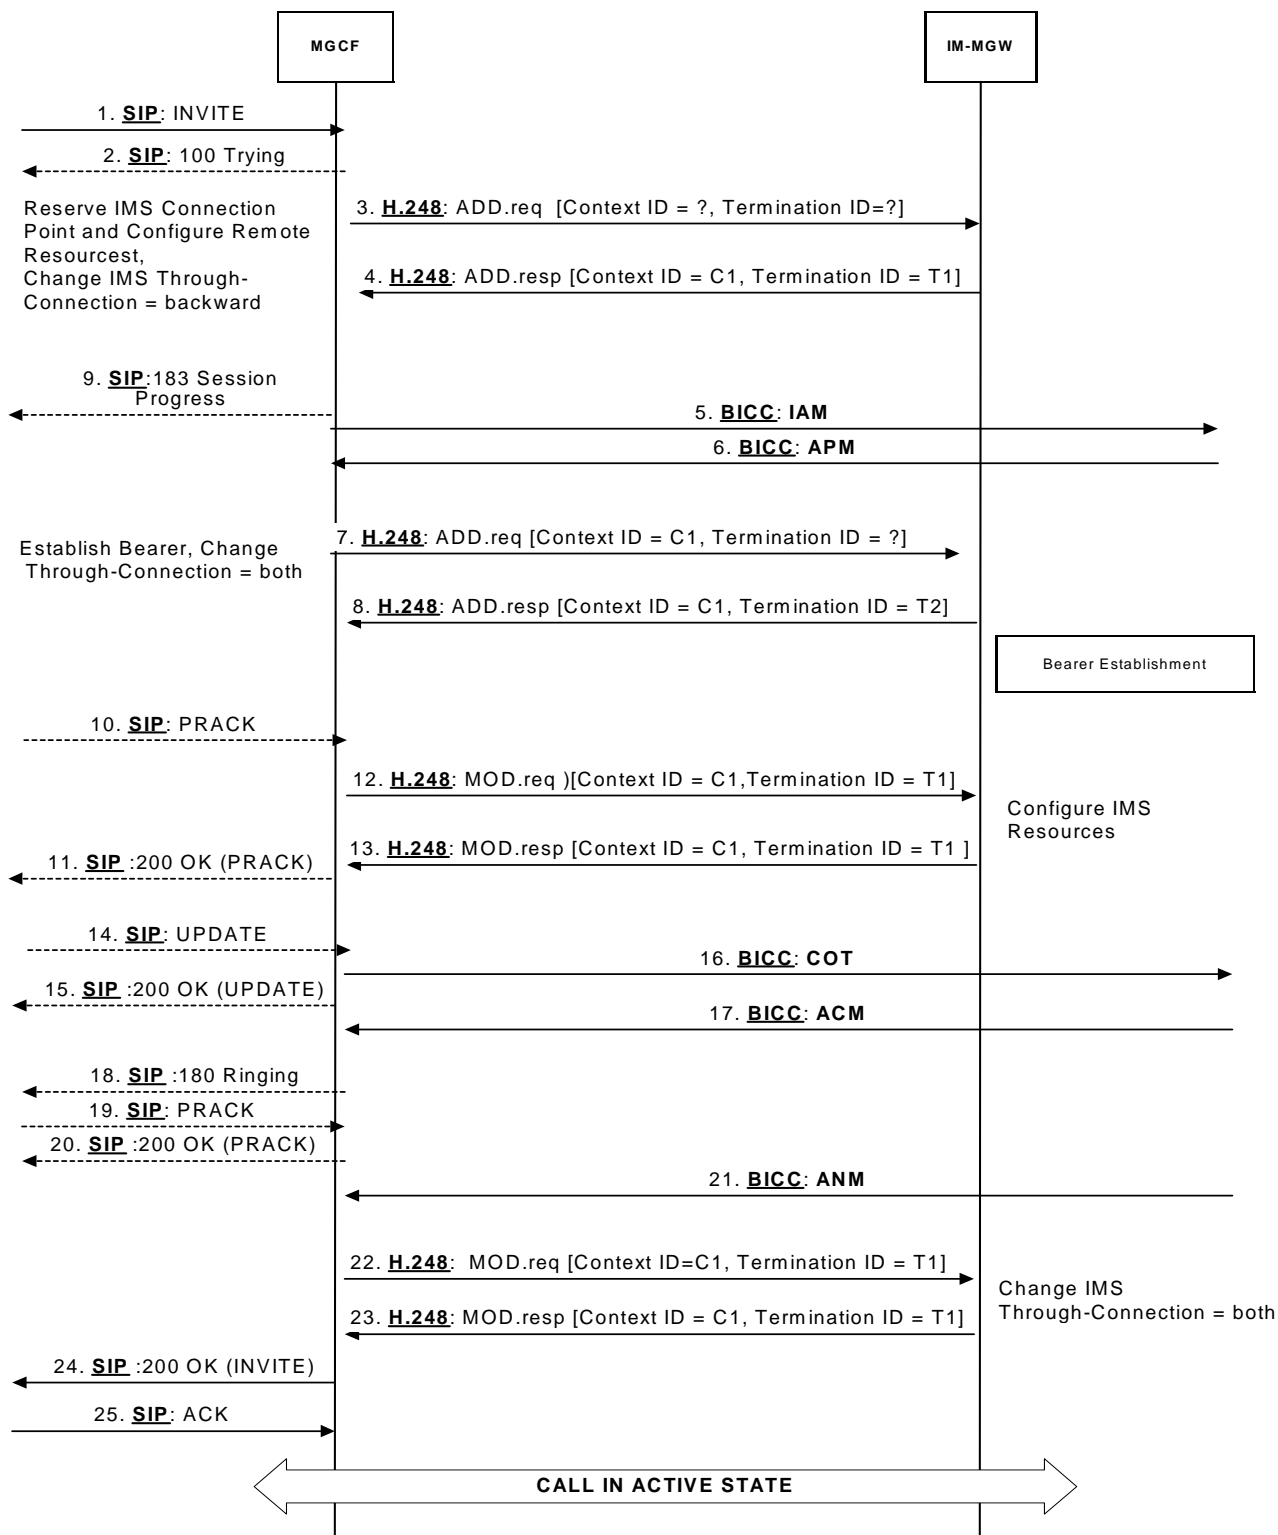 MGCF
IM-MGW
1. SIP: INVITE
2. SIP: 100 Trying
Reserve IMS Connection
Point and Configure Remote
Resourcest,
Change IMS Through-
Connection = backward
3. H.248: ADD.req [Context ID = ?, Termination ID=?]
4. H.248: ADD.resp [Context ID = C1, Termination ID = T1]
9. SIP:183 Session
Progress
5. BICC: IAM
6. BICC: APM
7. H.248: ADD.req [Context ID = C1, Termination ID = ?]
Establish Bearer, Change
Through-Connection = both
8. H.248: ADD.resp [Context ID = C1, Termination ID = T2]
Bearer Establishment
10. SIP: PRACK
12. H.248: MOD.req )[Context ID = C1,Termination ID = T1]
Configure IMS
Resources
13. H.248: MOD.resp [Context ID = C1, Termination ID = T1 ]
11. SIP :200 OK (PRACK)
14. SIP: UPDATE
16. BICC: COT
15. SIP :200 OK (UPDATE)
17. BICC: ACM
18. SIP :180 Ringing
19. SIP: PRACK
20. SIP :200 OK (PRACK)
21. BICC: ANM
22. H.248: MOD.req [Context ID=C1, Termination ID = T1]
Change IMS
Through-Connection = both
23. H.248: MOD.resp [Context ID = C1, Termination ID = T1]
24. SIP :200 OK (INVITE)
25. SIP: ACK
CALL IN ACTIVE STATE